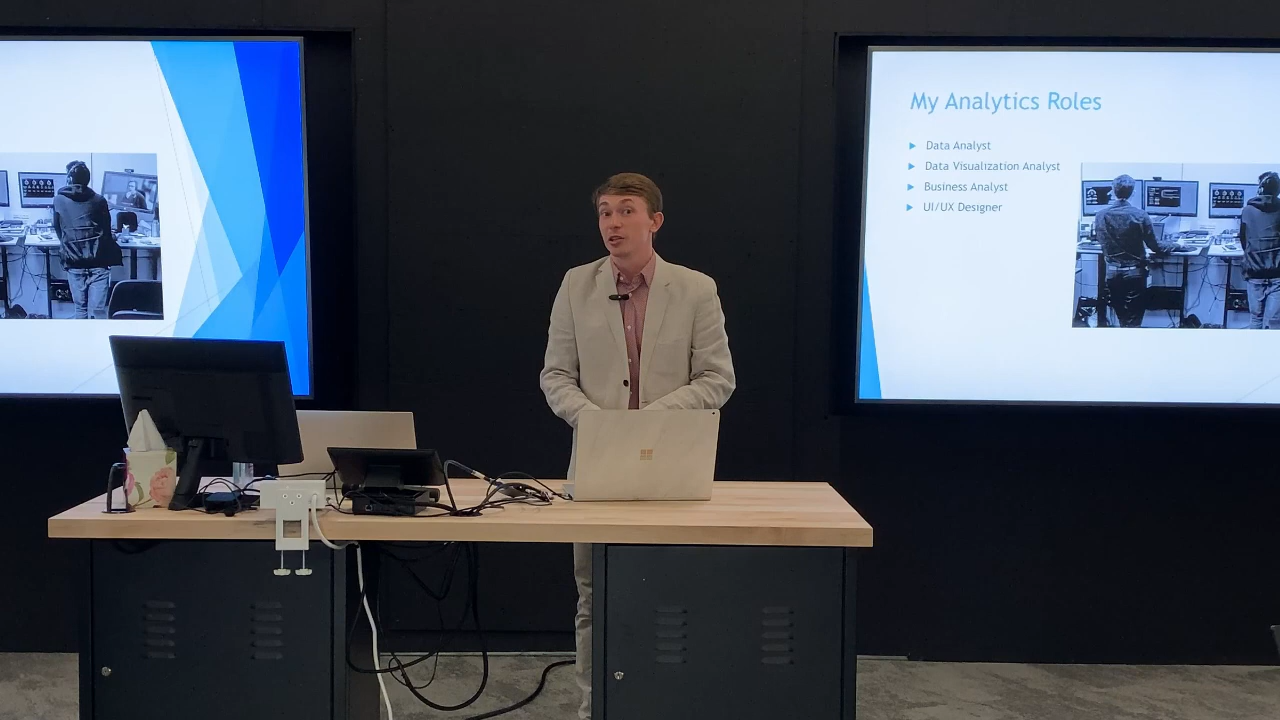 My Analytics Roles
Data Analyst
Data Visualization Analyst
Business Analyst
UI/UX Designer